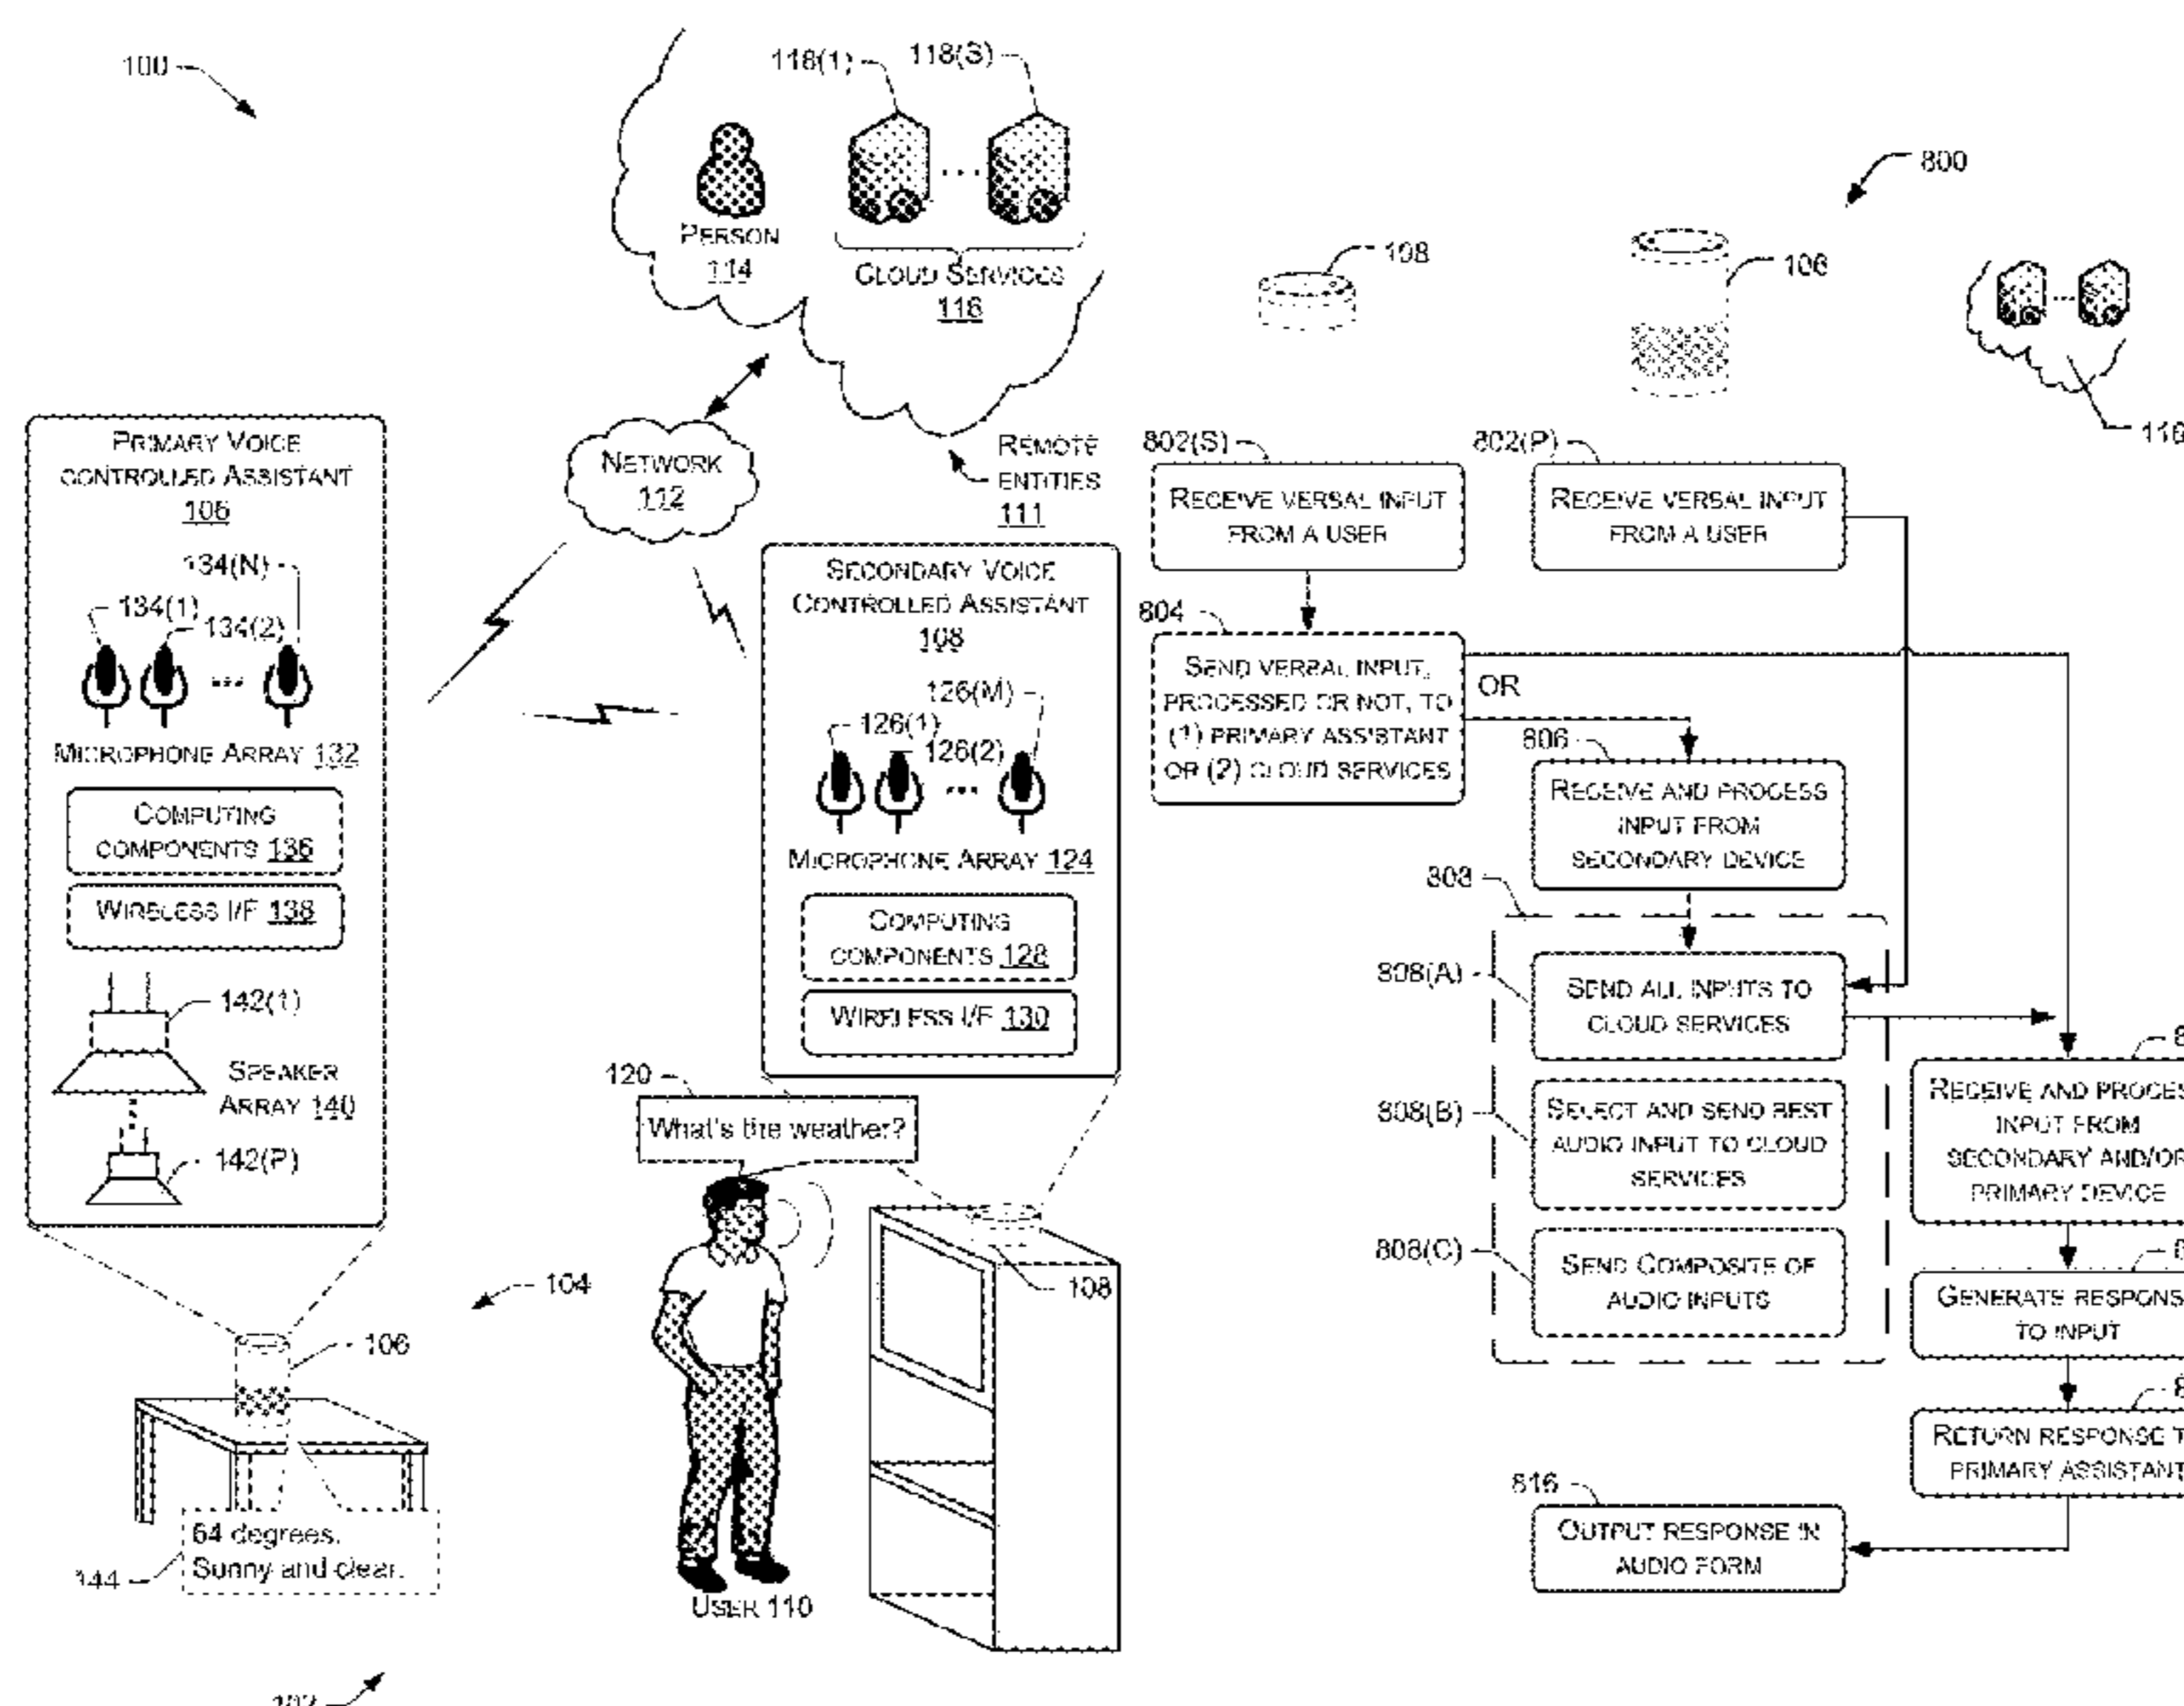 100
118(1)
118(S)
PERSON
114
CLOUD SERVICES
116
REMOTE
ENTITIES
111
NETWORK
112
PRIMARY VOICE
CONTROLLED ASSISTANT
106
134(N)
134(1)
134(2)
...
MICROPHONE ARRAY 132
COMPUTING
COMPONENTS 136
WIRELESS I/F 138
142(1)
SPEAKER
ARRAY 140
142(P)
SECONDARY VOICE
CONTROLLED ASSISTANT
108
126(M)
126(1)
126(2)
...
MICROPHONE ARRAY 124
COMPUTING
COMPONENTS 128
WIRELESS I/F 130
120
What's the weather?
104
106
108
64 degrees.
Sunny and clear.
144
USER 110
102
800
108
106
116
802(S)
RECEIVE VERBAL INPUT
FROM A USER
802(P)
RECEIVE VERBAL INPUT
FROM A USER
804
SEND VERBAL INPUT,
PROCESSED OR NOT, TO
(1) PRIMARY ASSISTANT
OR (2) CLOUD SERVICES
OR
806
RECEIVE AND PROCESS
INPUT FROM
SECONDARY DEVICE
808
808(A)
SEND ALL INPUTS TO
CLOUD SERVICES
808(B)
SELECT AND SEND BEST
AUDIO INPUT TO CLOUD
SERVICES
808(C)
SEND COMPOSITE OF
AUDIO INPUTS
8
RECEIVE AND PROCES
INPUT FROM
SECONDARY AND/OR
PRIMARY DEVICE
8
GENERATE RESPONS
TO INPUT
8
RETURN RESPONSE T
PRIMARY ASSISTANT
816
OUTPUT RESPONSE IN
AUDIO FORM